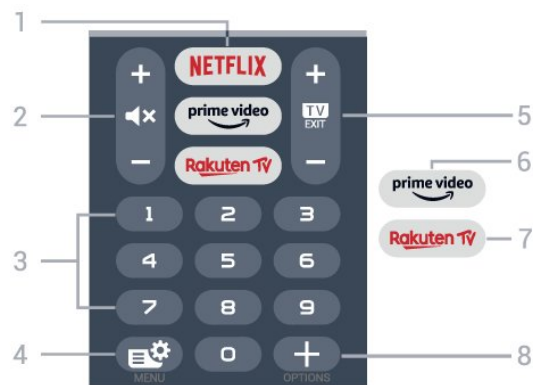 1
+ NETFLIX +
2 prime video TV 5
EXIT
- Rakuten TV - 6
prime video
1 2 3
3 Rakuten TV 7
4 5 6
7 8 9
4 0 + 8
MENU OPTIONS